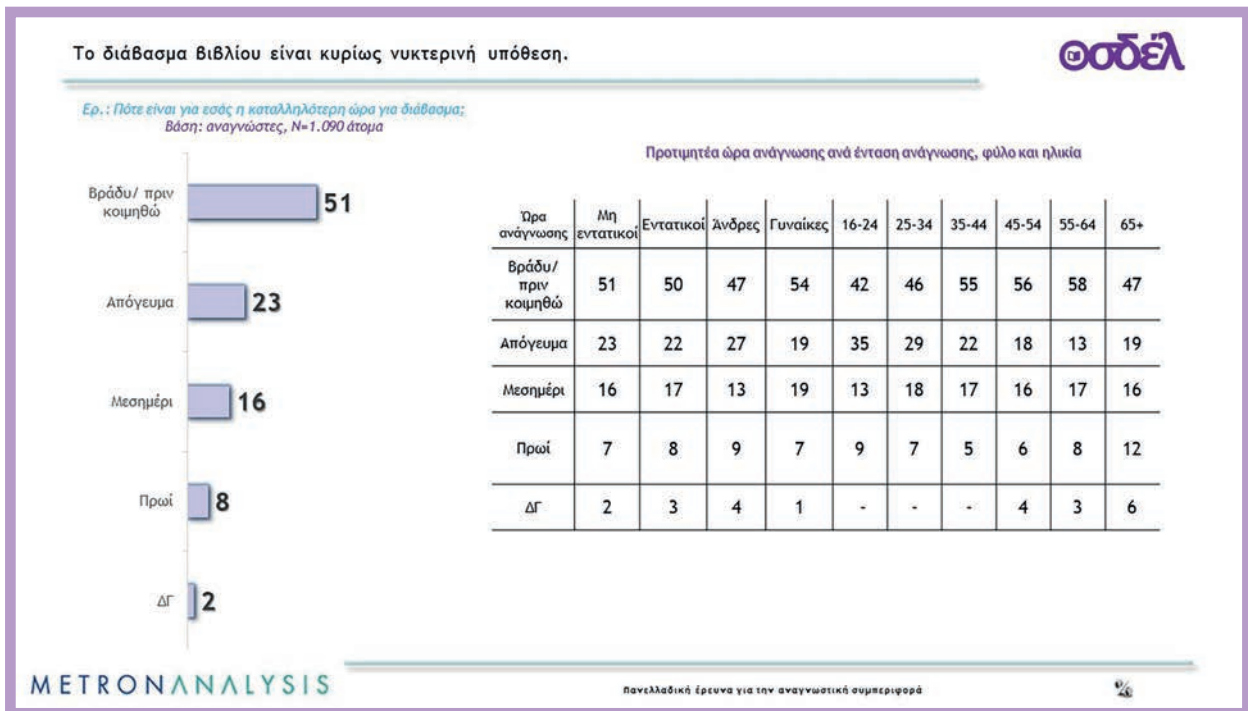 Το διάβασμα βιβλίου είναι κυρίως νυκτερινή υπόθεση.
οσδέλ
Ερ.: Πότε είναι για εσάς η καταλληλότερη ώρα για διάβασμα;
Βάση: αναγνώστες, Ν=1.090 άτομα
Βράδυ/ πριν
κοιμηθώ
51
Απόγευμα
23
Μεσημέρι
16
Πρωί
8
ΔΓ
2
Προτιμητέα ώρα ανάγνωσης ανά ένταση ανάγνωσης, φύλο και ηλικία
Ώρα ανάγνωσης Μη εντατικοί Εντατικοί Άνδρες Γυναίκες 16-24 25-34 35-44 45-54 55-64 65+
Βράδυ/ πριν κοιμηθώ 51 50 47 54 42 46 55 56 58 47
Απόγευμα 23 22 27 19 35 29 22 18 13 19
Μεσημέρι 16 17 13 19 13 18 17 16 17 16
Πρωί 7 8 9 7 9 7 5 6 8 12
ΔΓ 2 3 4 1 - - - 4 3 6
METRONANALYSIS
Πανελλαδική έρευνα για την αναγνωστική συμπεριφορά